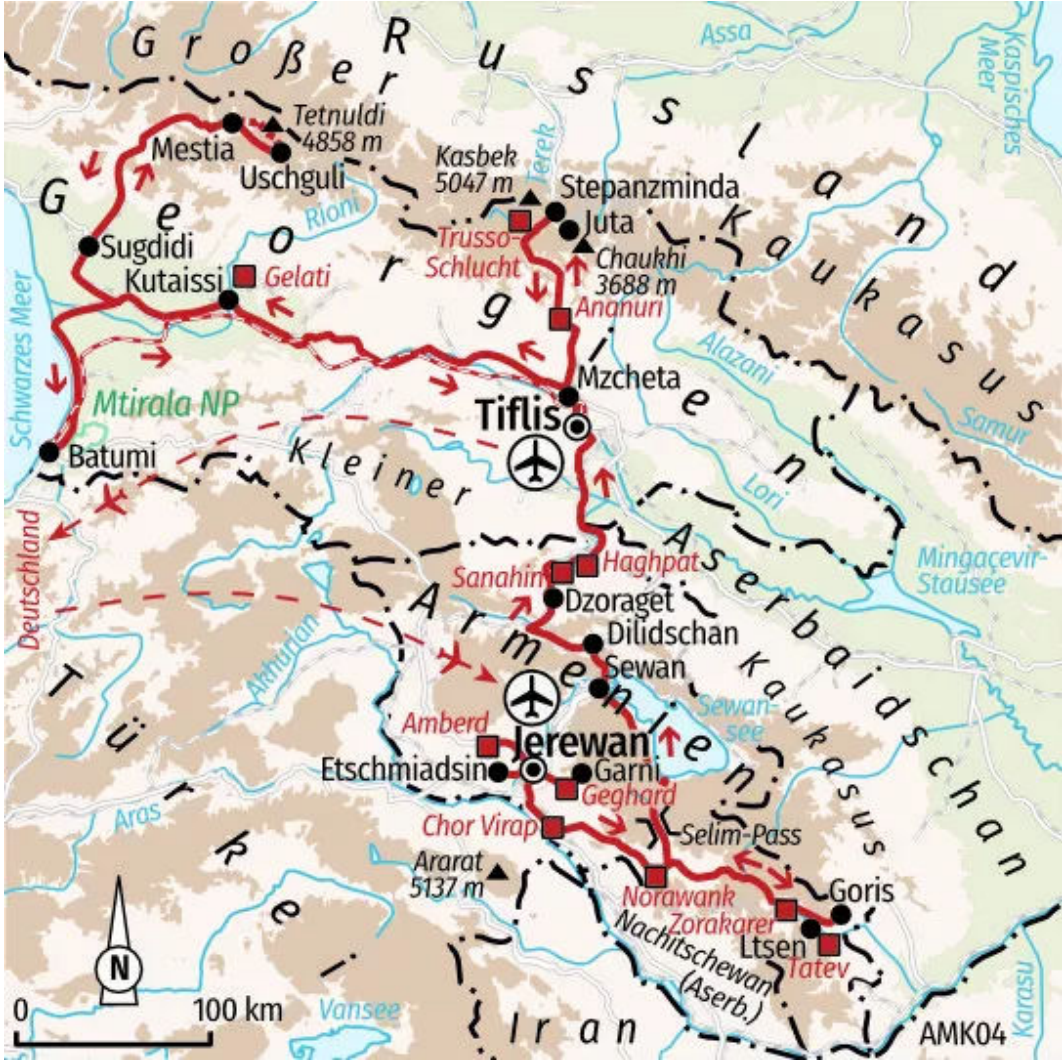 Großer
Russland
Assa
Kaspisches
Meer
Tetnuldi
4858 m
Mestia
Uschguli
Kasbek
5047 m
Terek
Stepanzminda
Juta
Georgien
Rioni
Kaukasus
Sugdidi
Trusso-
Schlucht
Chaukhi
3688 m
Kutaissi
Gelati
Ananuri
Schwarzes Meer
Alazani
Mzcheta
Mtirala NP
Tiflis
Samur
Batumi
Kleiner
Lori
Deutschland
Aserbaidschan
Mingaçevir-
Stausee
Haghpat
Sanahin
Armenien
Dzoraget
Dilidschan
Sewan
Kaukasus
Akhurian
Sewan-
see
Türkei
Amberd
Jerewan
Etschmiadsin
Garni
Geghard
Aras
Chor Virap
Selim-Pass
Ararat
5137 m
Norawank
Goris
Zorakarer
Nachitschewan
(Aserb.)
Ltsen
Tatev
N
0 100 km
Vansee
Iran
Karasu
AMK04